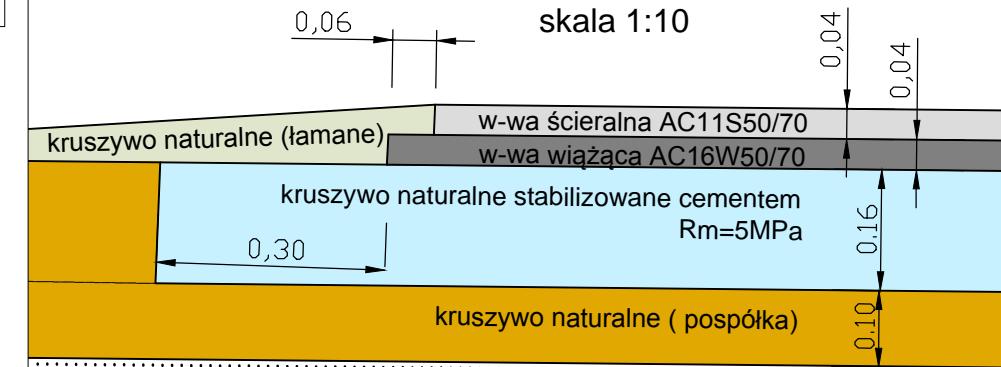 skala 1:10
0,06
0,04
0,04
w-wa ścieralna AC11S50/70
kruszywo naturalne (łamane)
w-wa wiążąca AC16W50/70
kruszywo naturalne stabilizowane cementem
Rm=5MPa
0,30
0.16
kruszywo naturalne ( pospółka)
0.10